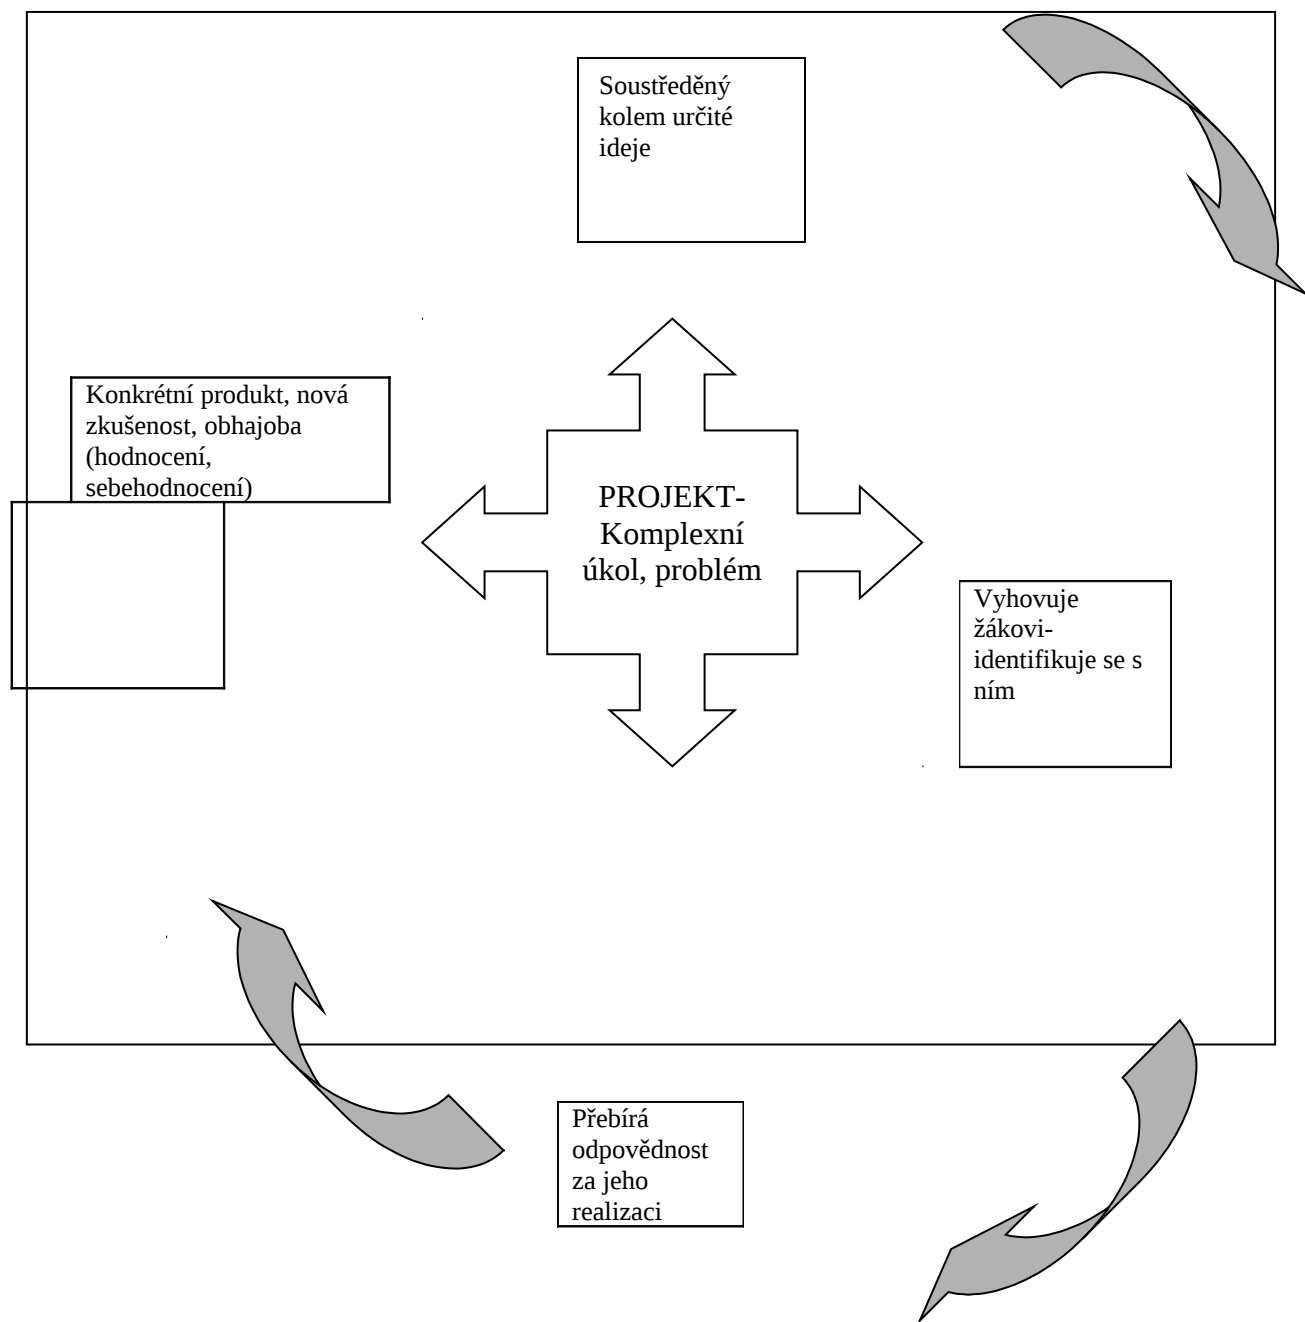 Soustředěný
kolem určité
ideje
Konkrétní produkt, nová
zkušenost, obhajoba
(hodnocení,
sebehodnocení)
PROJEKT-
Komplexní
úkol, problém
Vyhovuje
žákovi-
identifikuje se s
ním
Přebírá
odpovědnost
za jeho
realizaci